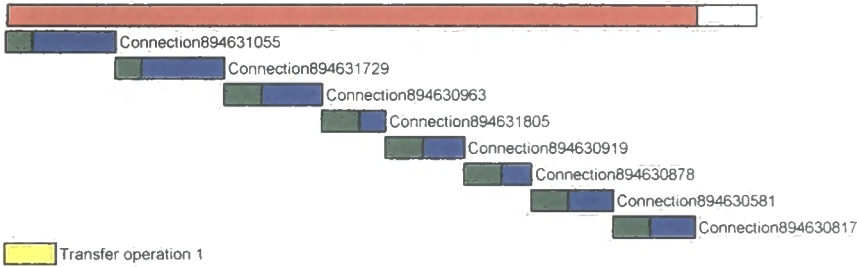 Connection894631055
Connection894631729
Connection894630963
Connection894631805
Connection894630919
Connection894630878
Connection894630581
Connection894630817
Transfer operation 1